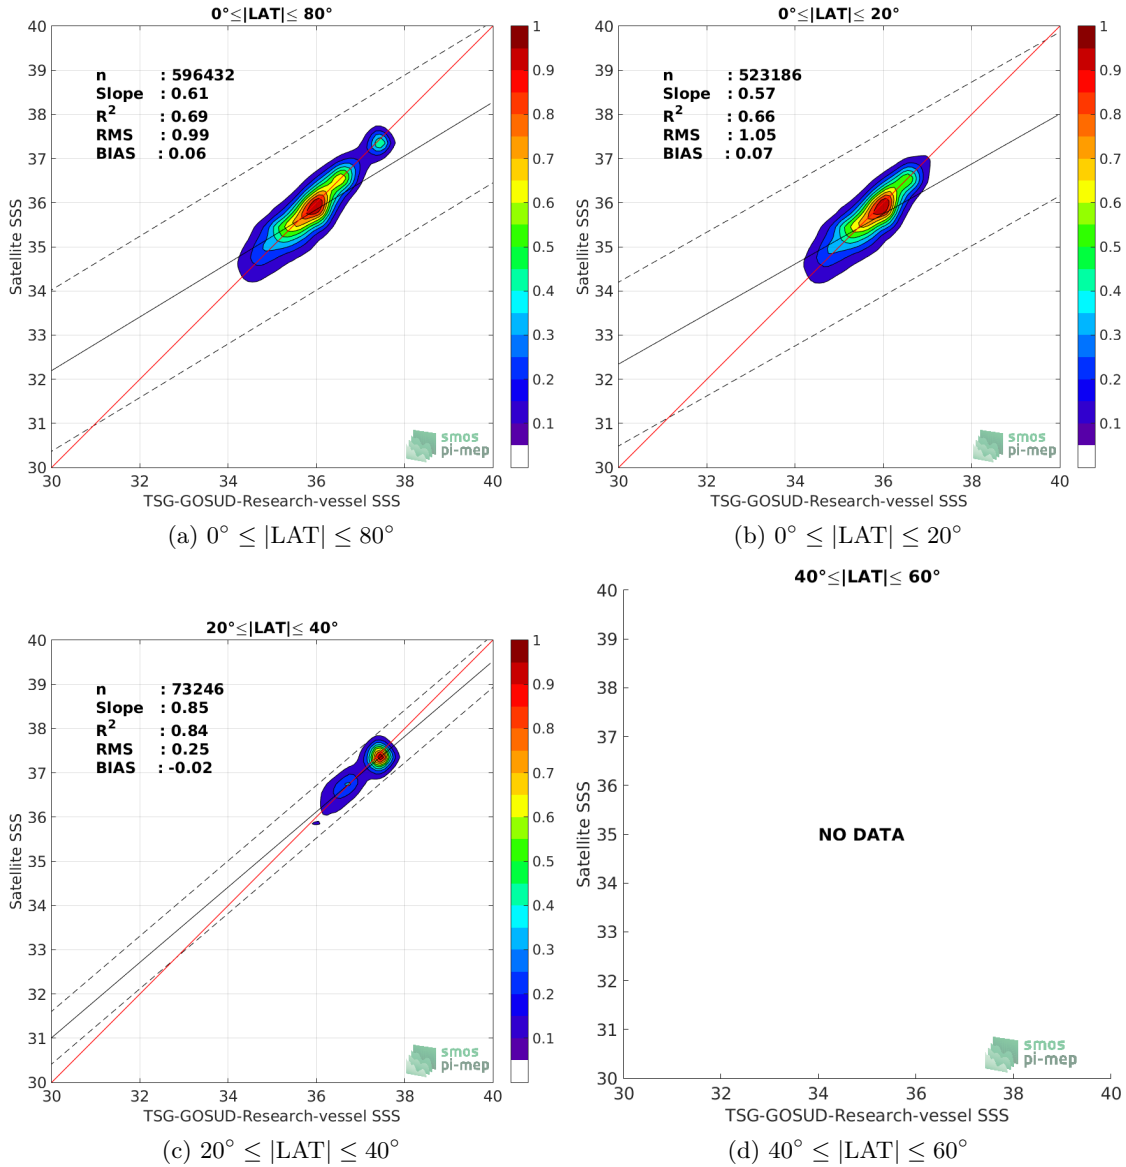 0°≤|LAT|≤ 80°
40
39
38
37
36
35
34
33
32
31
30
Satellite SSS
n : 596432
Slope : 0.61
R² : 0.69
RMS : 0.99
BIAS : 0.06
smos
pi-mep
30 32 34 36 38 40
TSG-GOSUD-Research-vessel SSS
1
0.9
0.8
0.7
0.6
0.5
0.4
0.3
0.2
0.1
(a) 0° ≤ |LAT| ≤ 80°
0°≤|LAT|≤ 20°
40
39
38
37
36
35
34
33
32
31
30
Satellite SSS
n : 523186
Slope : 0.57
R² : 0.66
RMS : 1.05
BIAS : 0.07
smos
pi-mep
30 32 34 36 38 40
TSG-GOSUD-Research-vessel SSS
1
0.9
0.8
0.7
0.6
0.5
0.4
0.3
0.2
0.1
(b) 0° ≤ |LAT| ≤ 20°
20°≤|LAT|≤ 40°
40
39
38
37
36
35
34
33
32
31
30
Satellite SSS
n : 73246
Slope : 0.85
R² : 0.84
RMS : 0.25
BIAS : -0.02
smos
pi-mep
30 32 34 36 38 40
TSG-GOSUD-Research-vessel SSS
1
0.9
0.8
0.7
0.6
0.5
0.4
0.3
0.2
0.1
(c) 20° ≤ |LAT| ≤ 40°
40°≤|LAT|≤ 60°
40
39
38
37
36
35
34
33
32
31
30
Satellite SSS
NO DATA
smos
pi-mep
30 32 34 36 38 40
TSG-GOSUD-Research-vessel SSS
(d) 40° ≤ |LAT| ≤ 60°